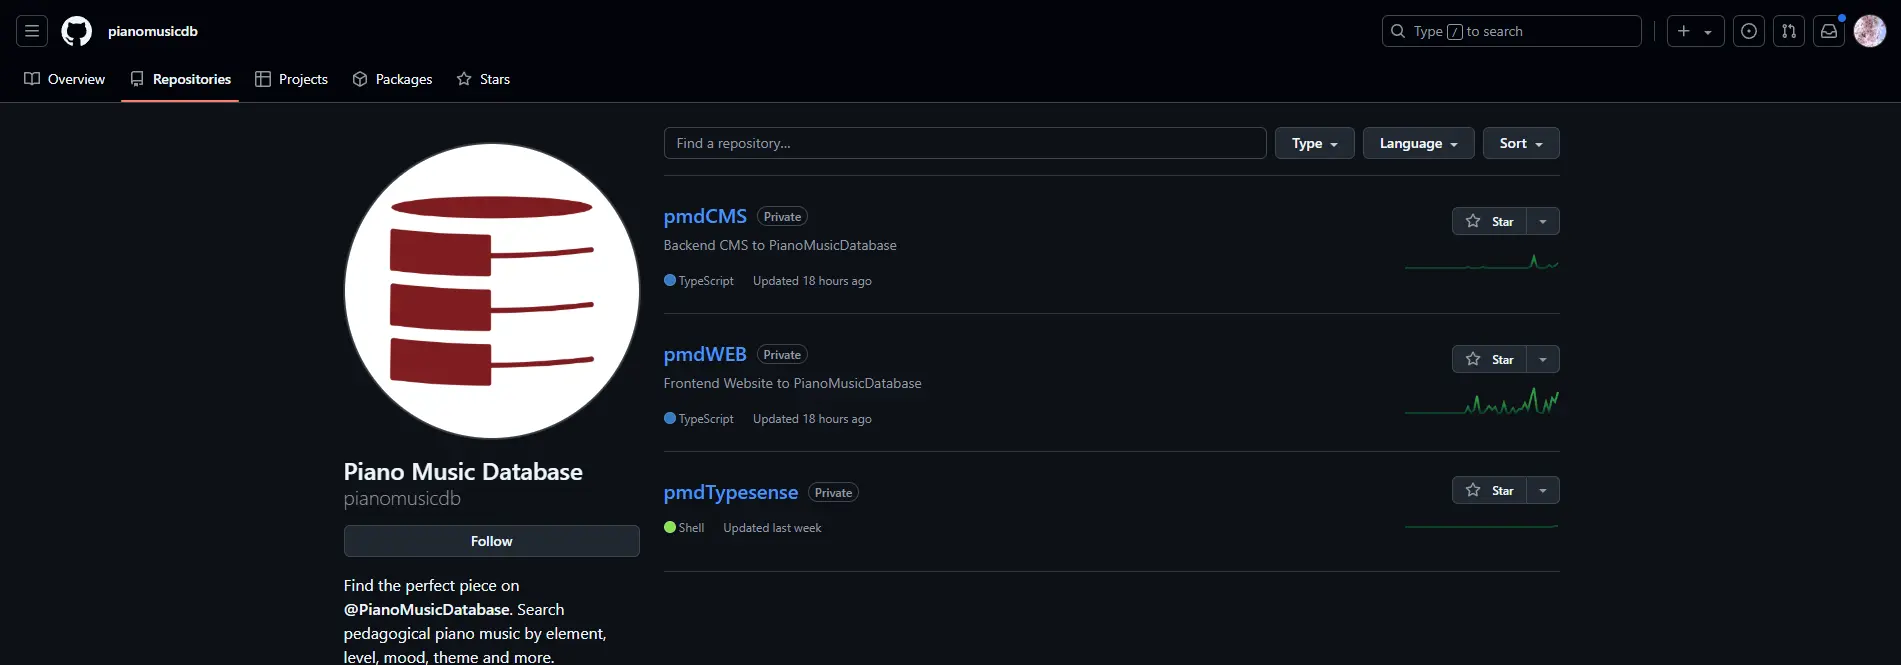 pianomusicdb
Type / to search
Overview Repositories Projects Packages Stars
Find a repository...
Type Language Sort
pmdCMS Private
Star
Backend CMS to PianoMusicDatabase
TypeScript Updated 18 hours ago
pmdWEB Private
Star
Frontend Website to PianoMusicDatabase
TypeScript Updated 18 hours ago
pmdTypesense Private
Star
Shell Updated last week
Piano Music Database
pianomusicdb
Follow
Find the perfect piece on
@PianoMusicDatabase. Search
pedagogical piano music by element,
level, mood, theme and more.